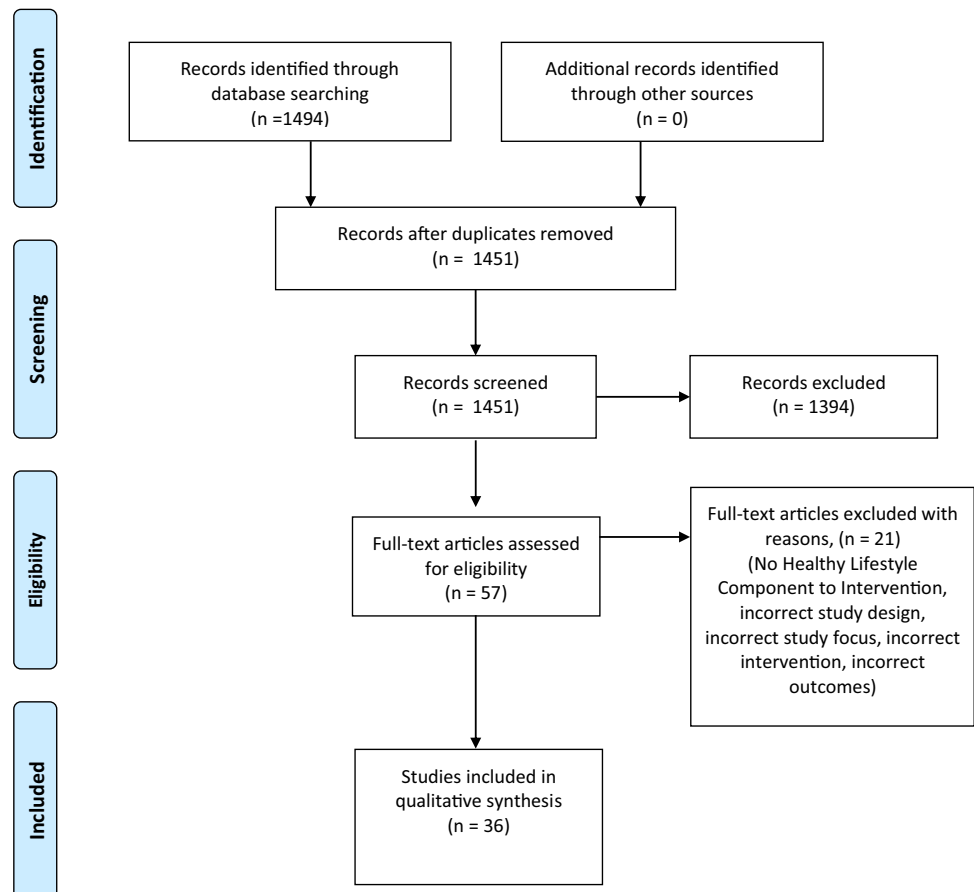 Identification
Records identified through
database searching
(n =1494)
Additional records identified
through other sources
(n = 0)
Records after duplicates removed
(n = 1451)
Screening
Records screened
(n = 1451)
Records excluded
(n = 1394)
Eligibility
Full-text articles assessed
for eligibility
(n = 57)
Full-text articles excluded with
reasons, (n = 21)
(No Healthy Lifestyle
Component to Intervention,
incorrect study design,
incorrect study focus, incorrect
intervention, incorrect
outcomes)
Included
Studies included in
qualitative synthesis
(n = 36)